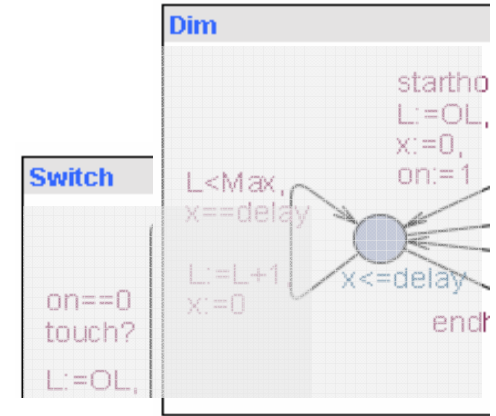 Dim
startho
L:=OL,
x:=0,
on:=1
Switch
L<Max,
x==delay
L:=L+1
x:=0
x<=delay
on==0
touch?
L:=OL,
endh